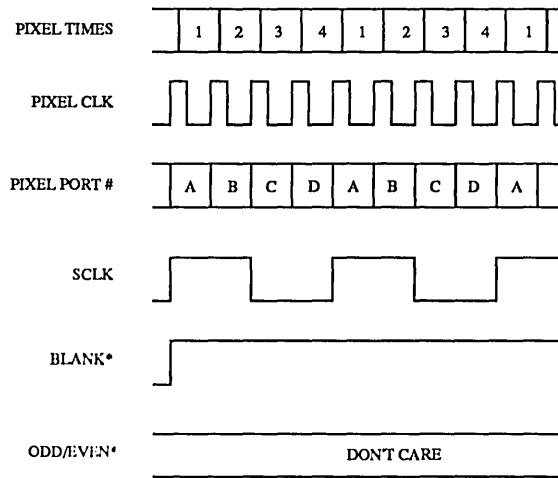 PIXEL TIMES 1 2 3 4 1 2 3 4 1
PIXEL CLK
PIXEL PORT # A B C D A B C D A
SCLK
BLANK*
ODD/EVEN* DON'T CARE